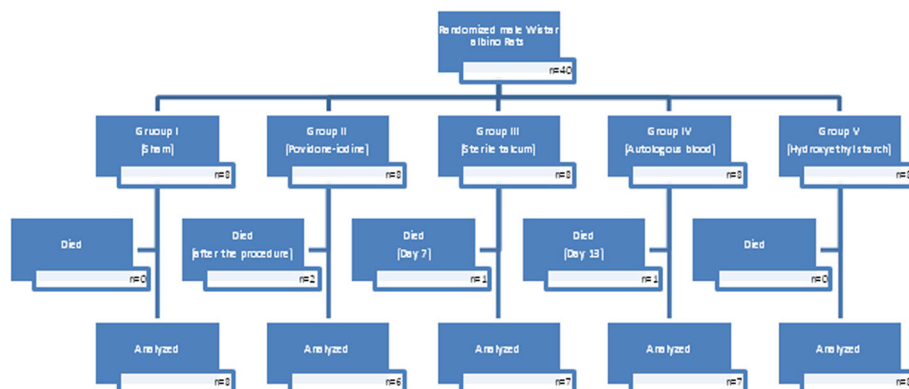 Randomized male Wistar
albino Rats
n=40
Gruoup I
(Sham)
n=8
Group II
(Povidone-iodine)
n=8
Group III
(Sterile talcum)
n=8
Group IV
(Autologous blood)
n=8
Group V
(Hydroxyethyl starch)
Died
n=0
Died
(after the procedure)
n=2
Died
(Day 7)
n=1
Died
(Day 13)
n=1
Died
n=0
Analyzed
n=8
Analyzed
n=6
Analyzed
n=7
Analyzed
n=7
Analyzed